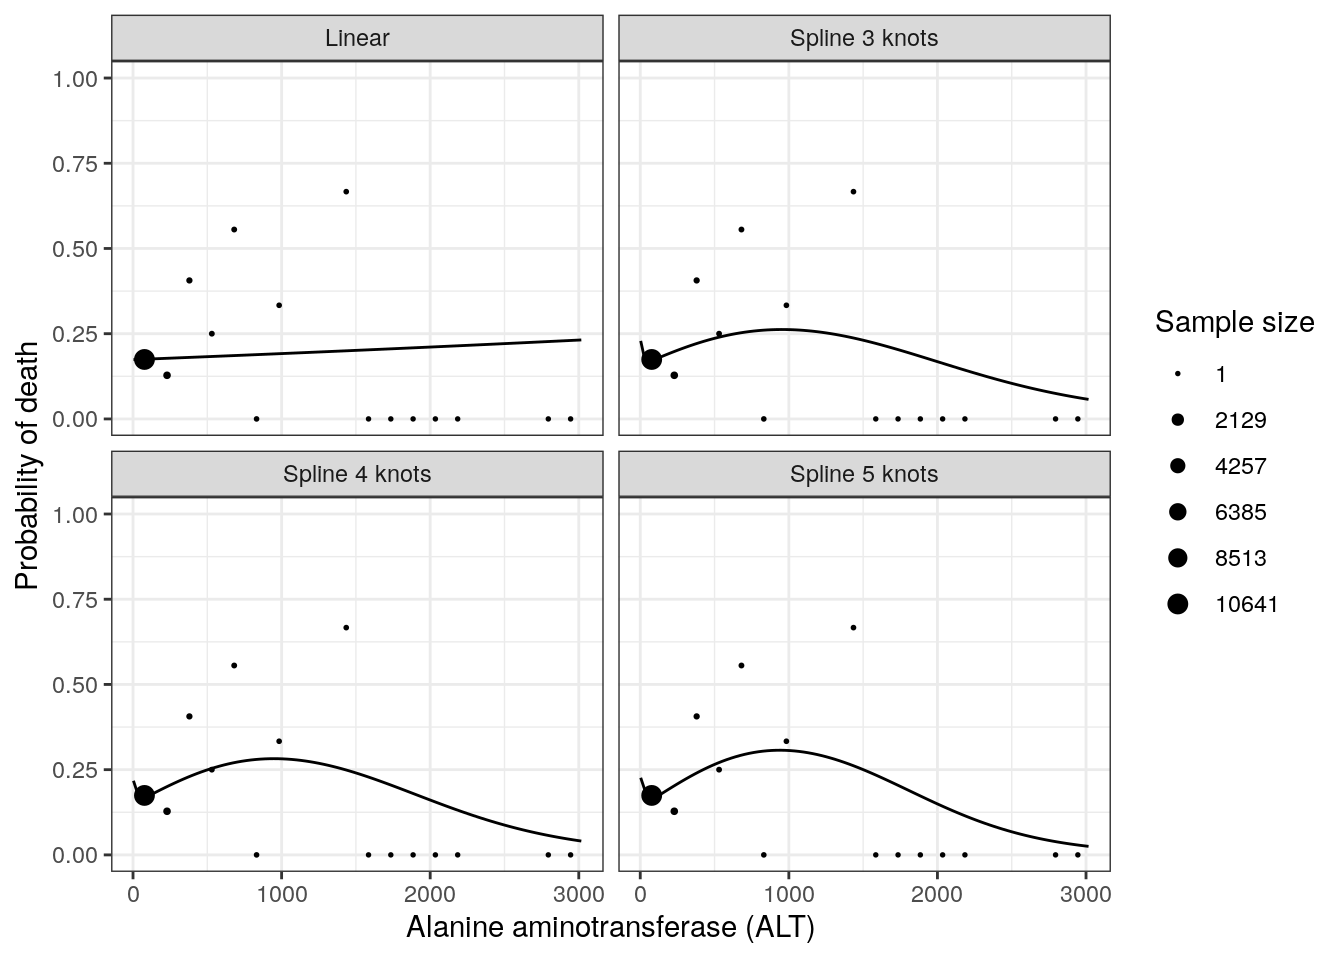 Linear
Spline 3 knots
1.00
0.75
0.50
0.25
0.00
Spline 4 knots
Spline 5 knots
1.00
0.75
0.50
0.25
0.00
0 1000 2000 3000
0 1000 2000 3000
Alanine aminotransferase (ALT)
Probability of death
Sample size
1
2129
4257
6385
8513
10641